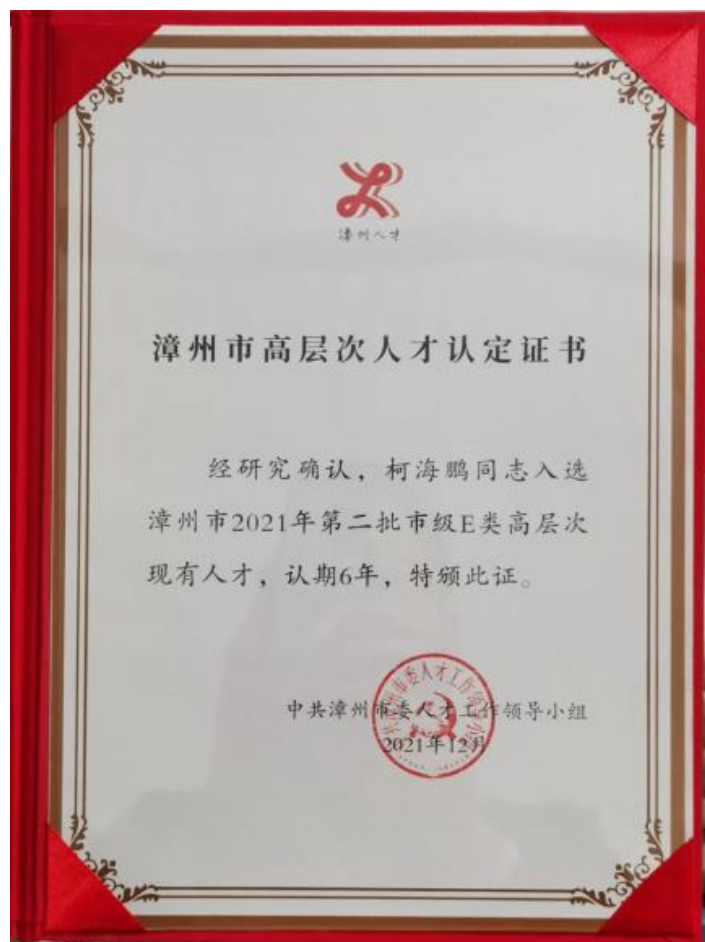 漳州人才
漳州市高层次人才认定证书
经研究确认，柯海鹏同志入选
漳州市2021年第二批市级E类高层次
现有人才，认期6年，特颁此证。
中共漳州市委人才工作领导小组
2021年12月